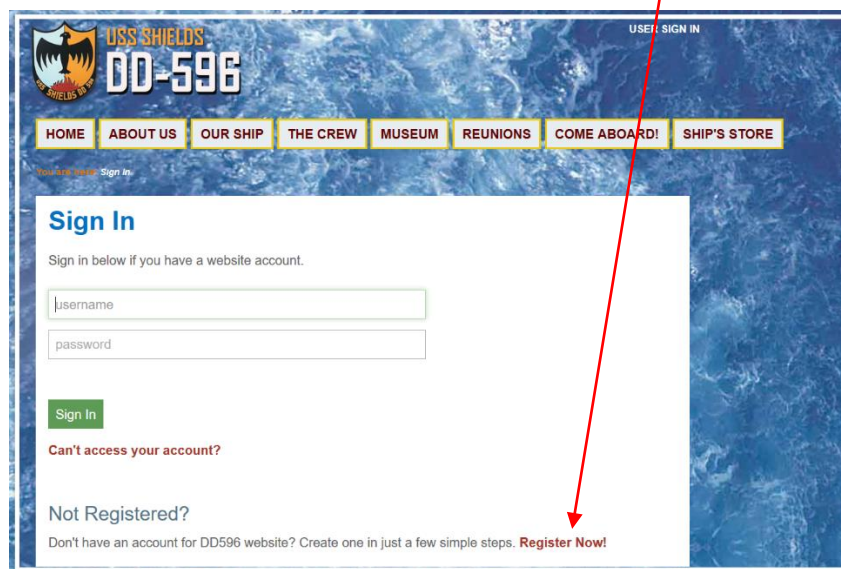 USS SHIELDS
DD-596
USS SHIELDS DD 596
USER SIGN IN
HOME ABOUT US OUR SHIP THE CREW MUSEUM REUNIONS COME ABOARD! SHIP'S STORE
You are here: Sign In
Sign In
Sign in below if you have a website account.
username
password
Sign In
Can't access your account?
Not Registered?
Don't have an account for DD596 website? Create one in just a few simple steps. Register Now!